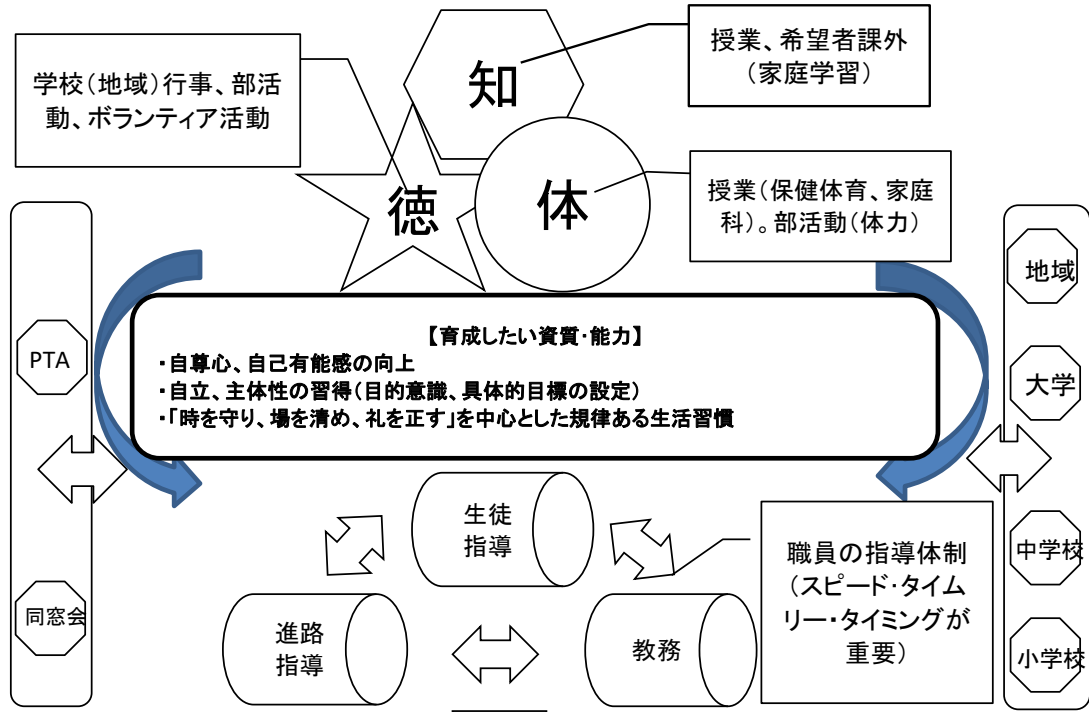 知
授業、希望者課外
（家庭学習）
学校（地域）行事、部活
動、ボランティア活動
徳
体
授業（保健体育、家庭
科）。部活動（体力）
地域
【育成したい資質・能力】
・自尊心、自己有能感の向上
・自立、主体性の習得（目的意識、具体的目標の設定）
・「時を守り、場を清め、礼を正す」を中心とした規律ある生活習慣
PTA
大学
生徒
指導
職員の指導体制
（スピード・タイム
リー・タイミングが
重要）
中学校
同窓会
進路
指導
教務
小学校